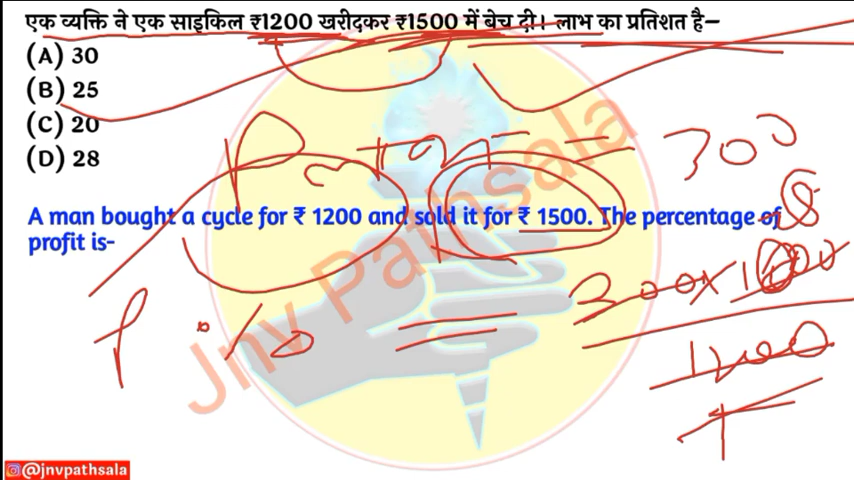 एक व्यक्ति ने एक साइकिल ₹1200 खरीदकर ₹1500 में बेच दी। लाभ का प्रतिशत है–
(A) 30
(B) 25
(C) 20
(D) 28
A man bought a cycle for ₹ 1200 and sold it for ₹ 1500. The percentage of
profit is-
Jnv Pathsala
300
P % = 300×100
1200
@jnvpathsala